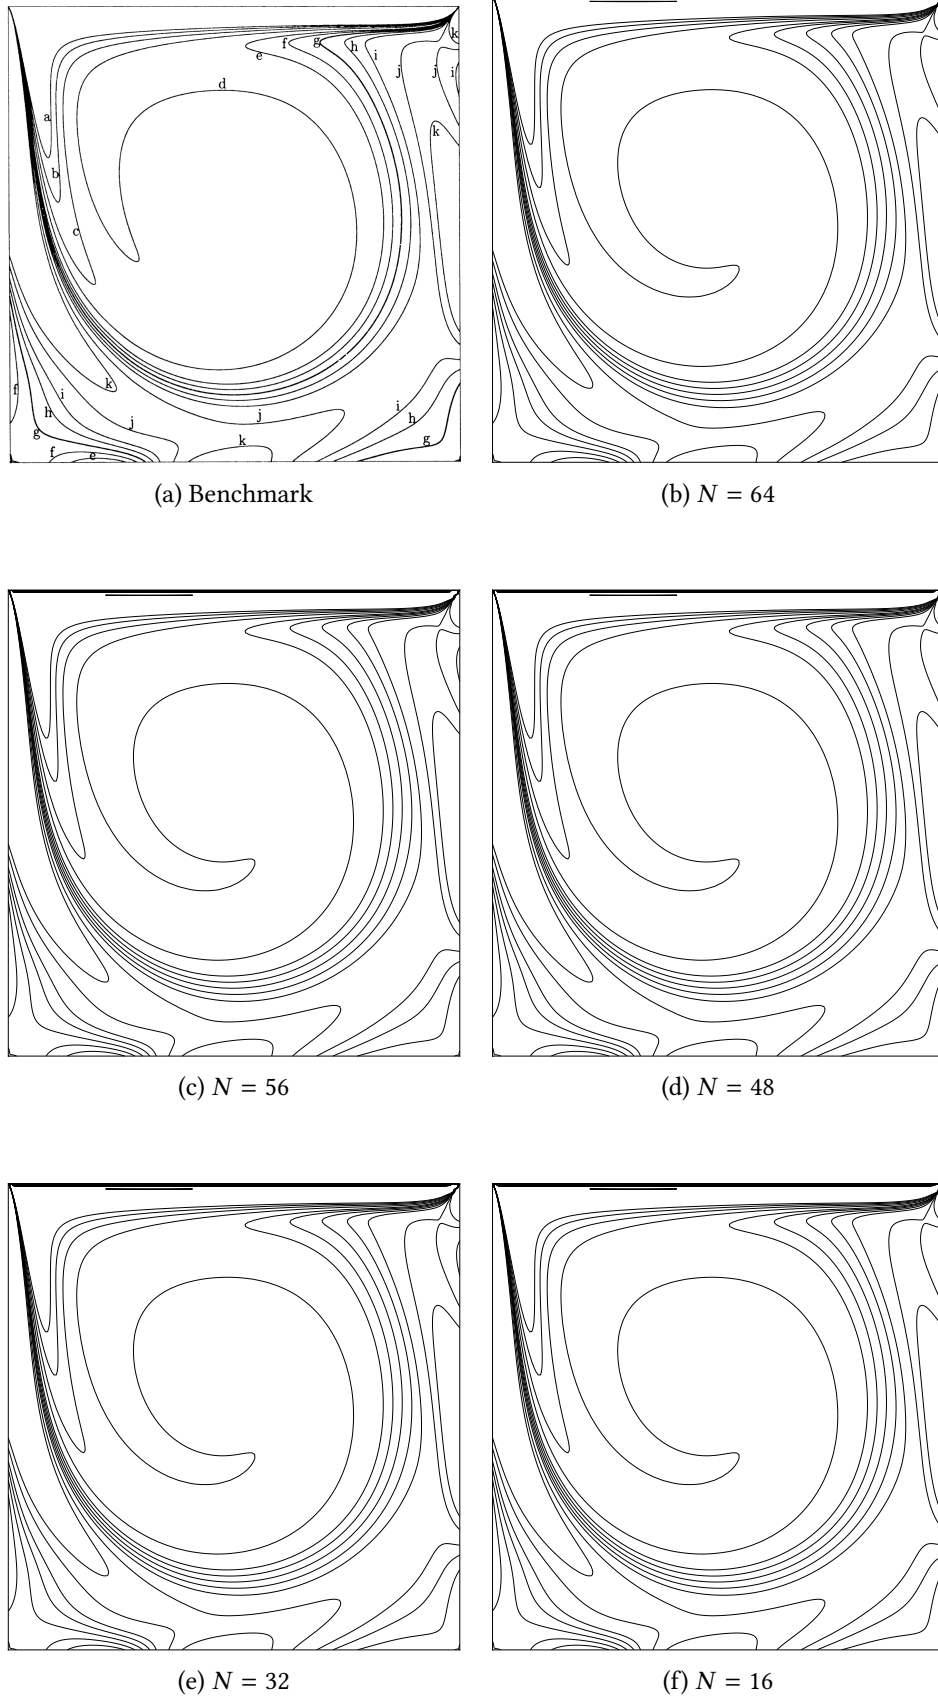 k
f g h i
e
j j i
d
a
k
b
c
k
f i
h j j i h
g k g
f e
(a) Benchmark
(b) N = 64
(c) N = 56
(d) N = 48
(e) N = 32
(f) N = 16